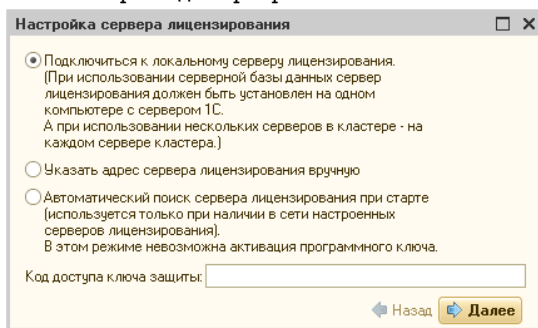 Настройка сервера лицензирования
Подключиться к локальному серверу лицензирования.
(При использовании серверной базы данных сервер
лицензирования должен быть установлен на одном
компьютере с сервером 1С.
А при использовании нескольких серверов в кластере - на
каждом сервере кластера.)
Указать адрес сервера лицензирования вручную
Автоматический поиск сервера лицензирования при старте
(используется только при наличии в сети настроенных
серверов лицензирования).
В этом режиме невозможна активация программного ключа.
Код доступа ключа защиты:
Назад Далее